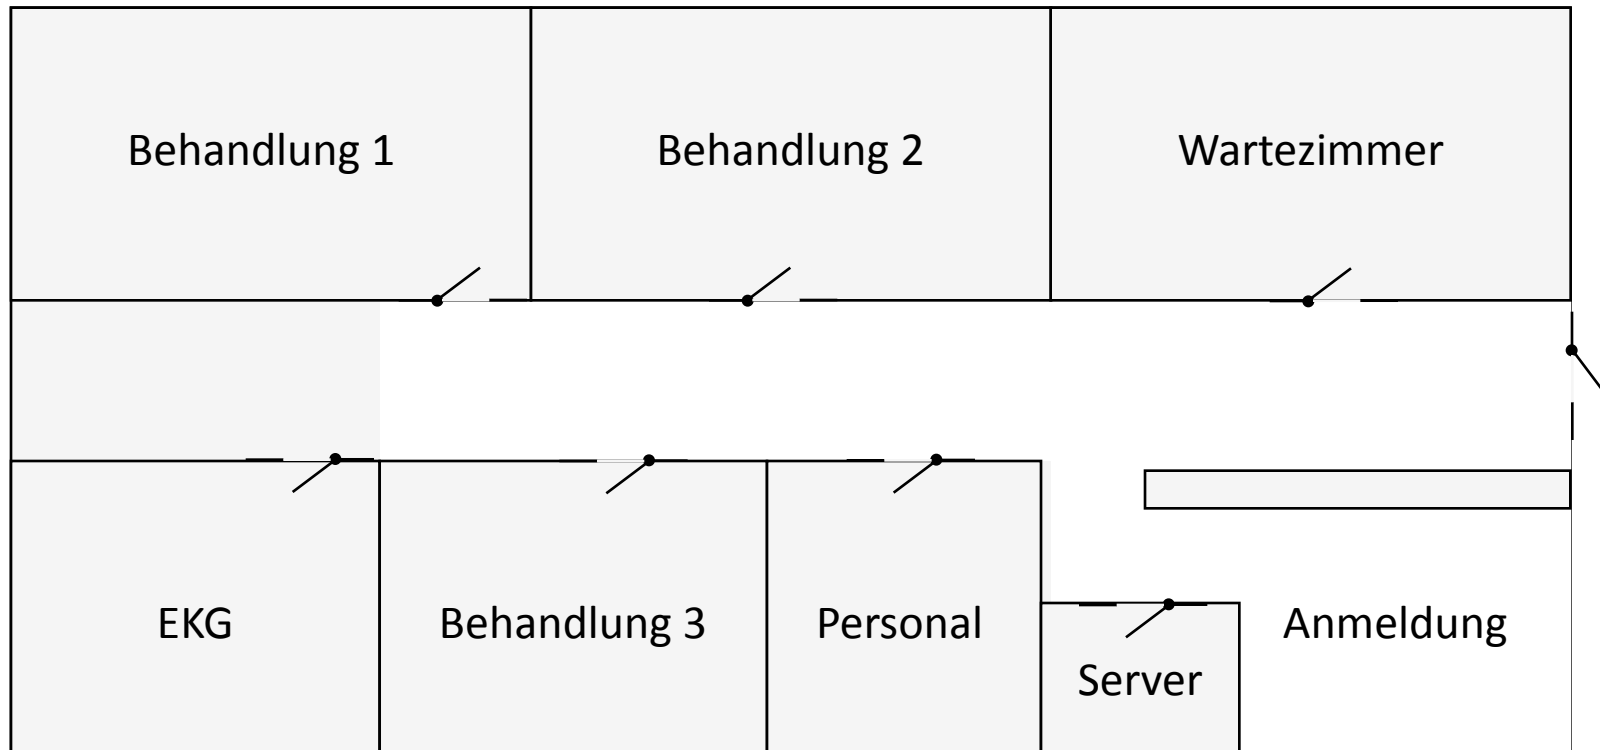 Behandlung 1
Behandlung 2
Wartezimmer
EKG
Behandlung 3
Personal
Server
Anmeldung